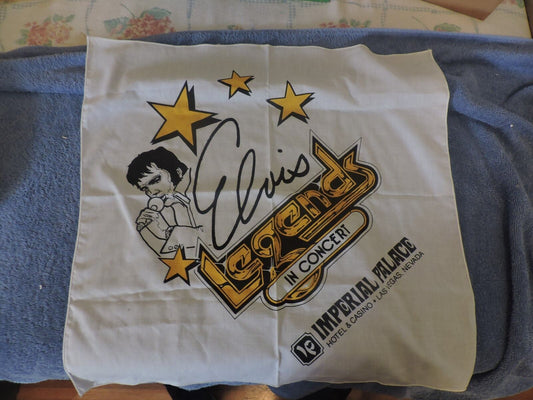 Elvis
Legends
IN CONCERT
IMPERIAL PALACE
HOTEL & CASINO • LAS VEGAS, NEVADA